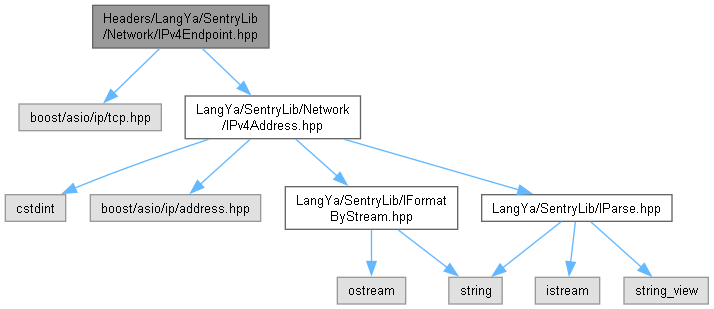 Headers/LangYa/SentryLib
/Network/IPv4Endpoint.hpp
boost/asio/ip/tcp.hpp
LangYa/SentryLib/Network
/IPv4Address.hpp
cstdint
boost/asio/ip/address.hpp
LangYa/SentryLib/IFormat
ByStream.hpp
LangYa/SentryLib/IParse.hpp
ostream
string
istream
string_view